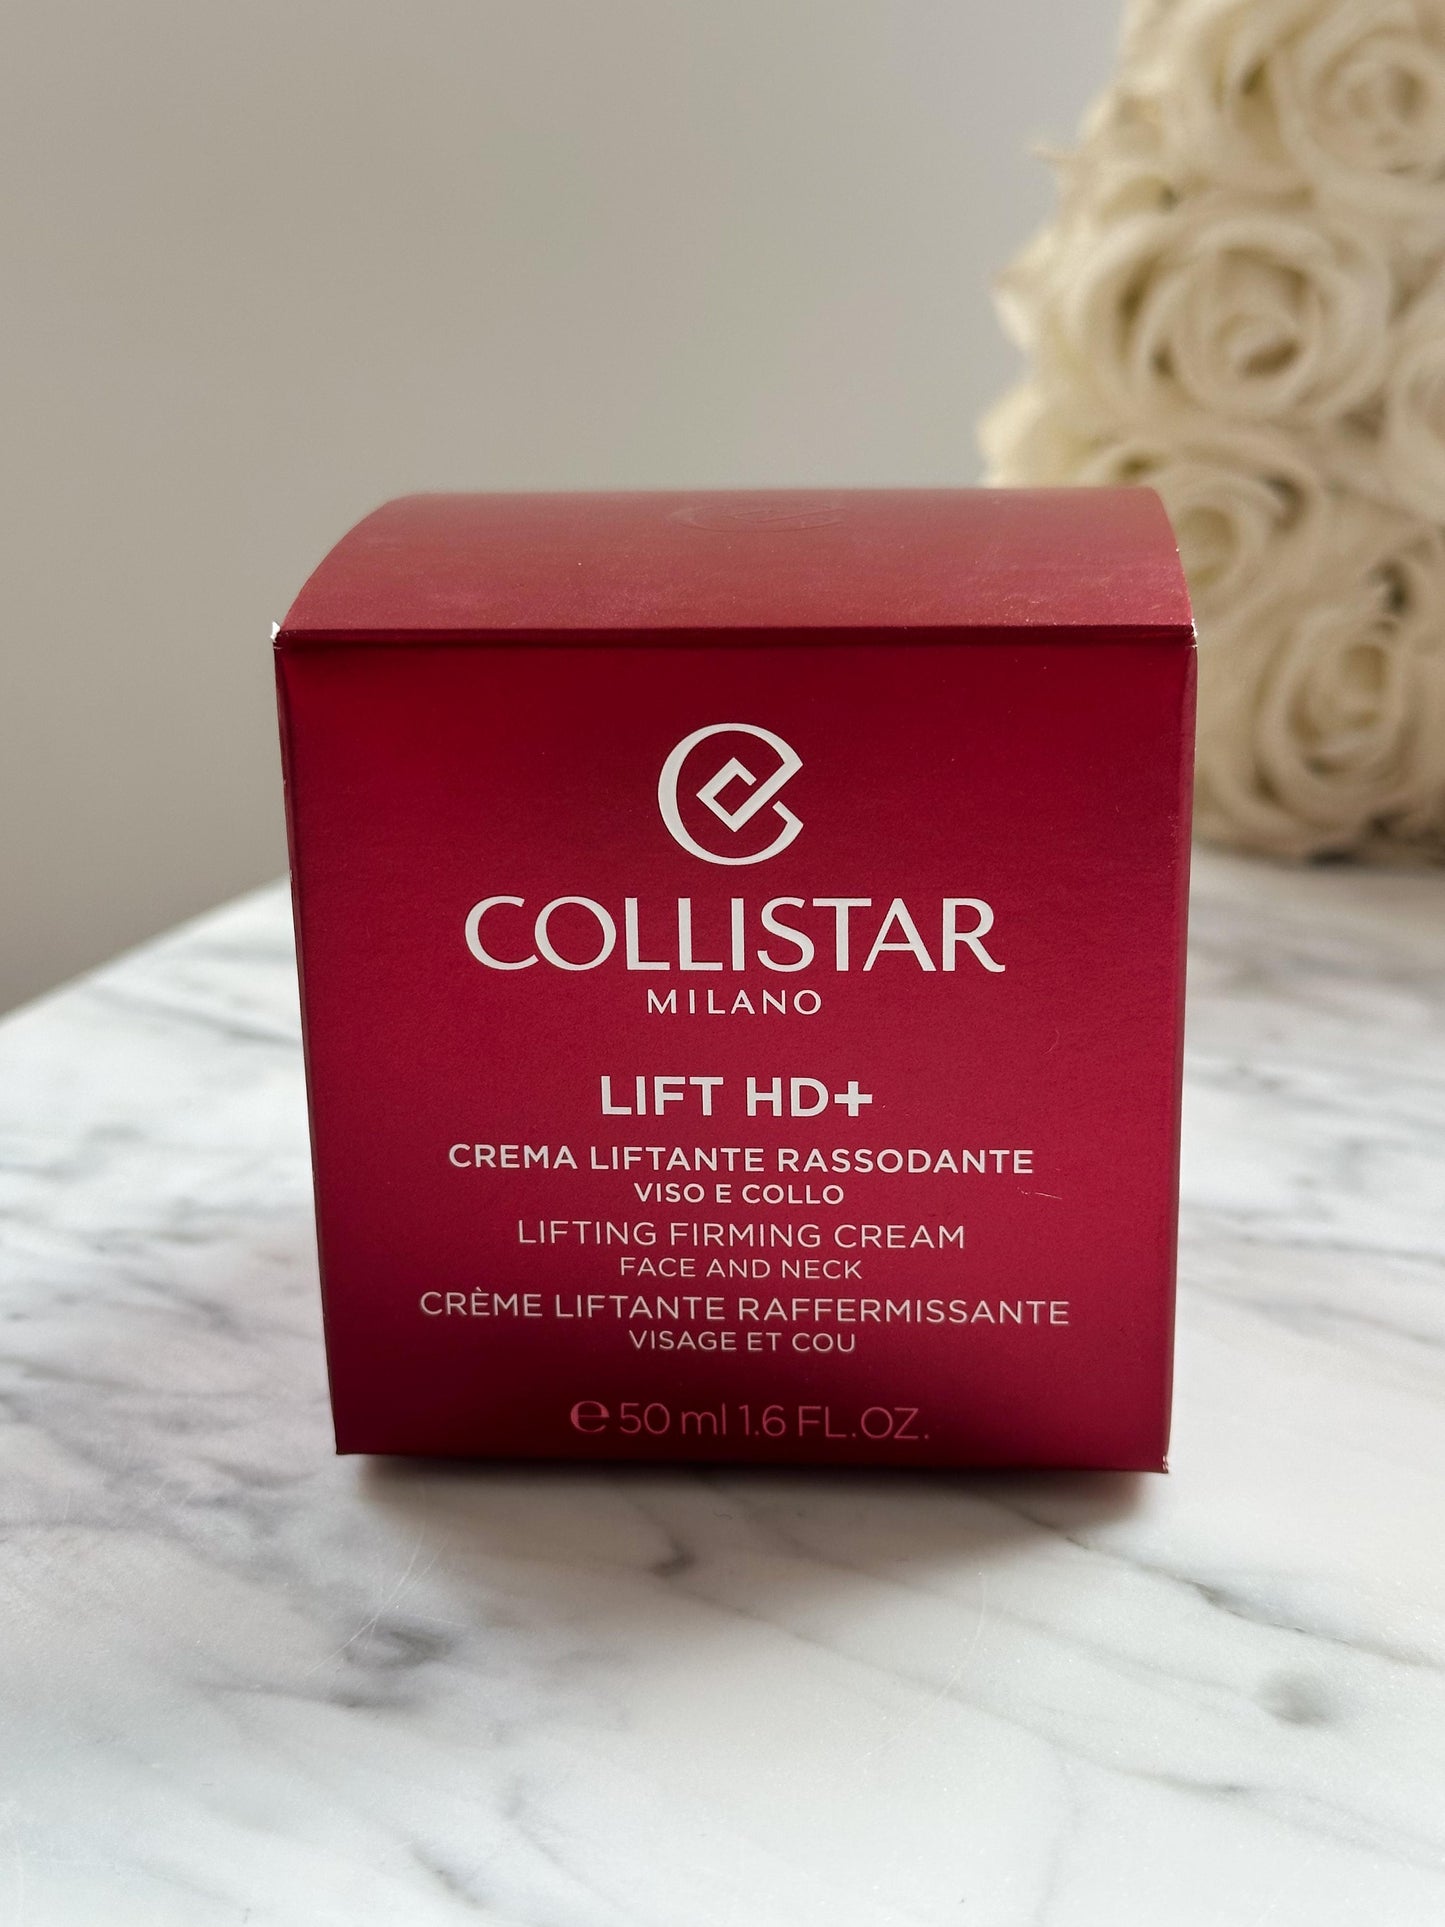 COLLISTAR
MILANO
LIFT HD+
CREMA LIFTANTE RASSODANTE
VISO E COLLO
LIFTING FIRMING CREAM
FACE AND NECK
CRÈME LIFTANTE RAFFERMISSANTE
VISAGE ET COU
℮ 50 ml 1.6 FL.OZ.